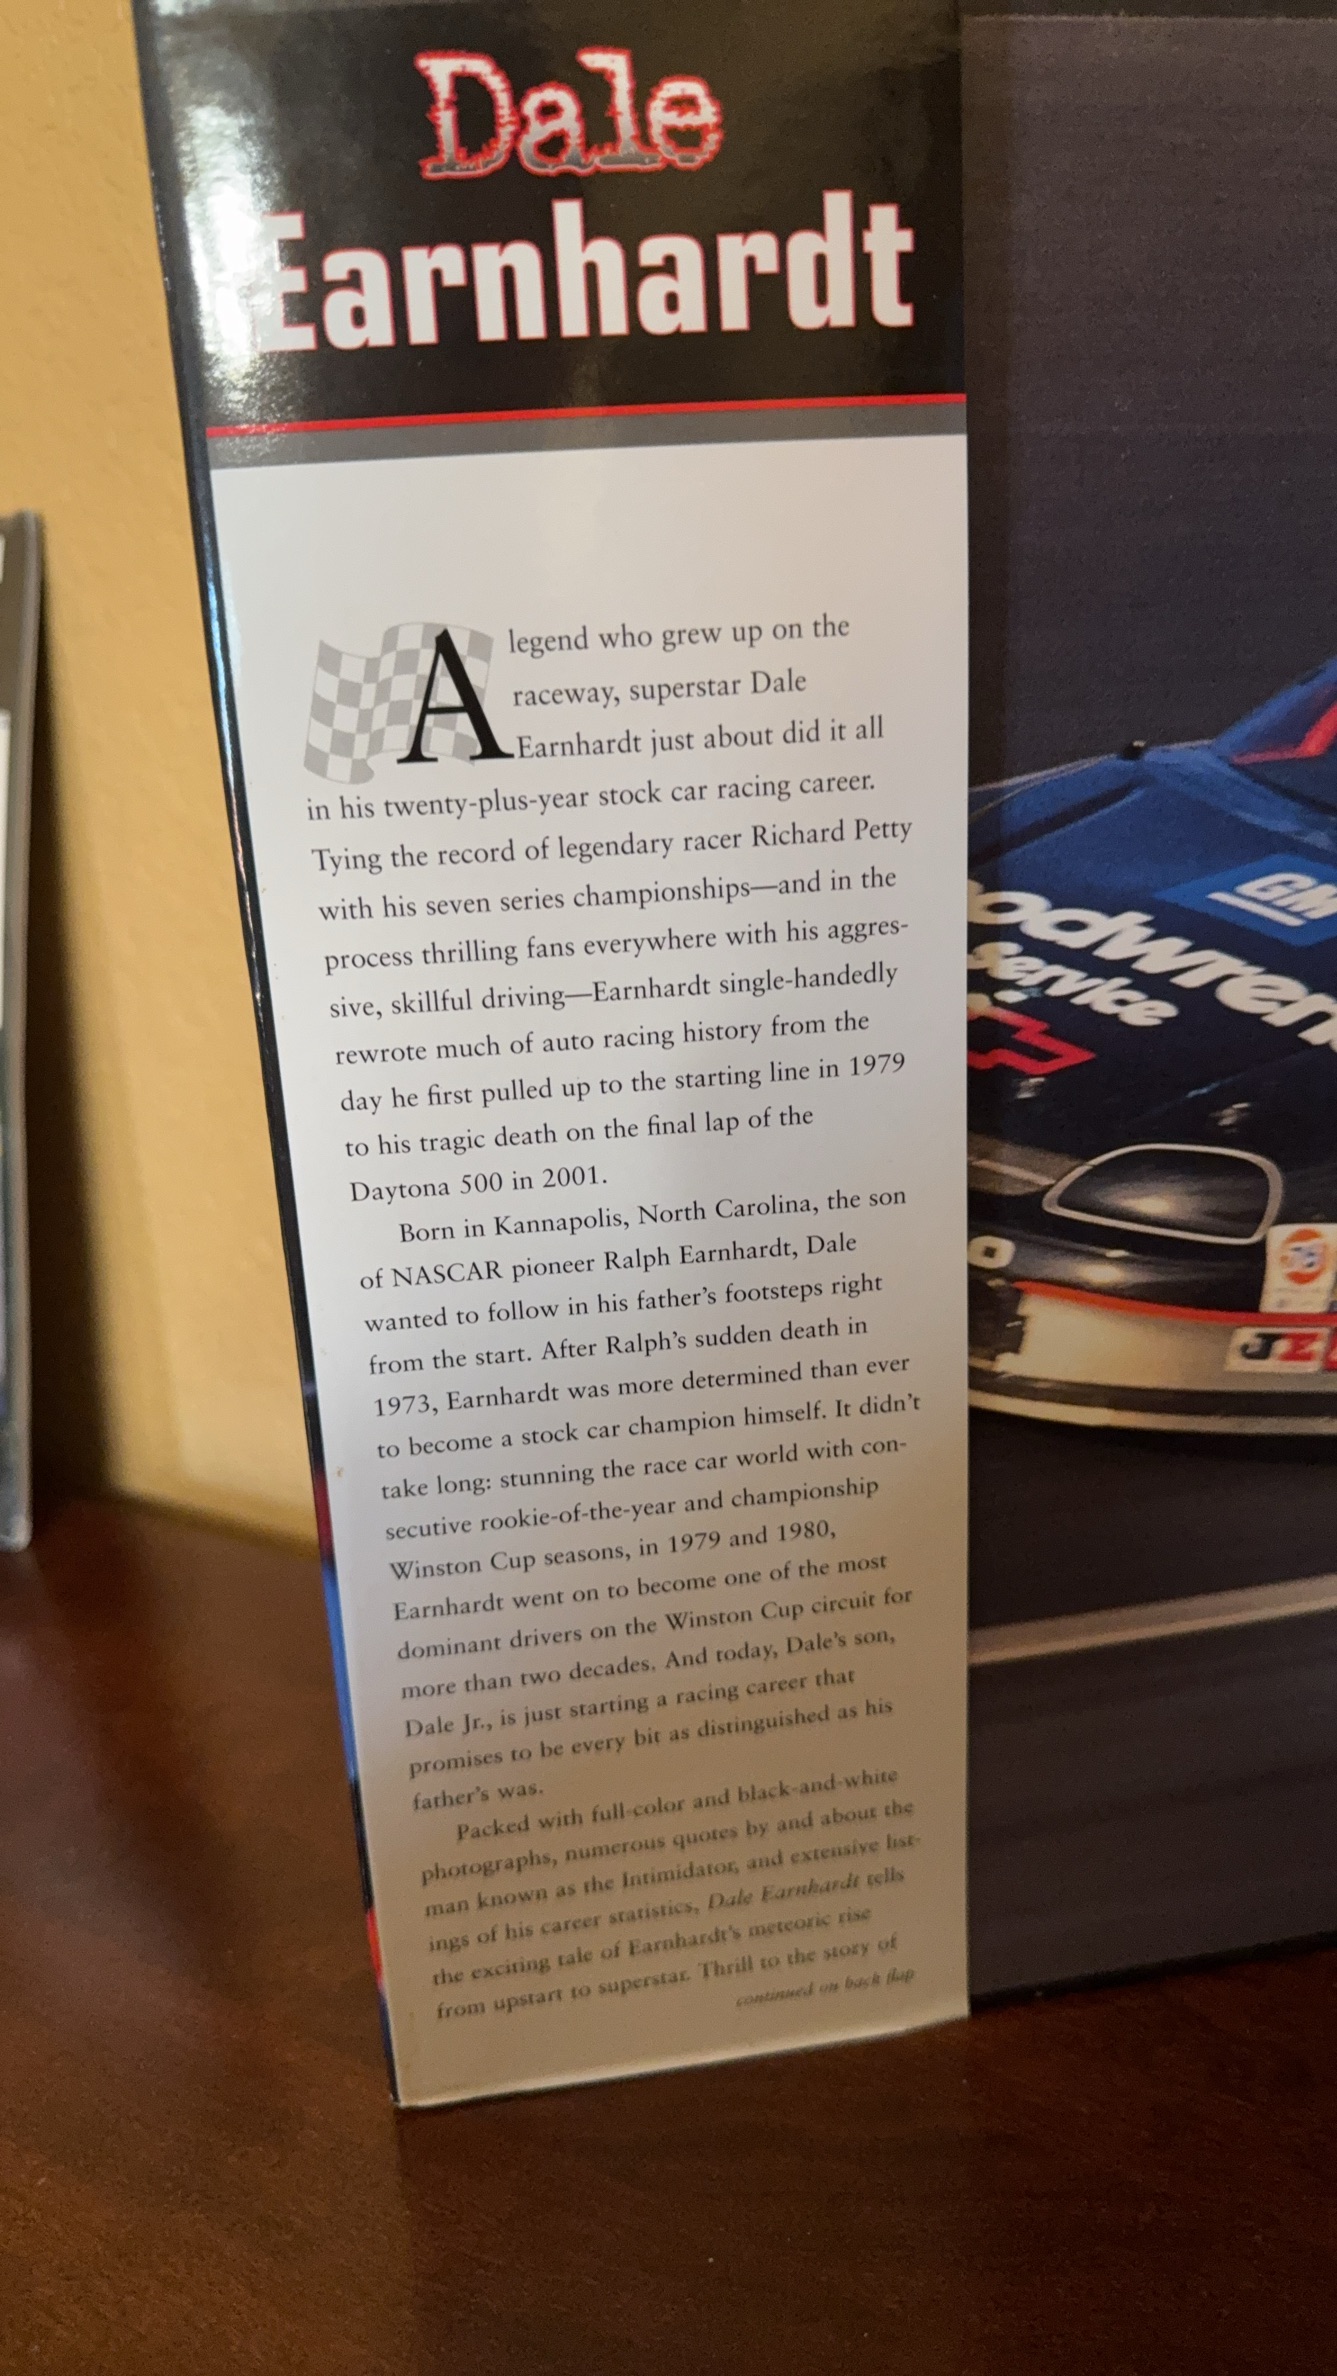 Dale
Earnhardt
A legend who grew up on the
raceway, superstar Dale
Earnhardt just about did it all
in his twenty-plus-year stock car racing career.
Tying the record of legendary racer Richard Petty
with his seven series championships—and in the
process thrilling fans everywhere with his aggres-
sive, skillful driving—Earnhardt single-handedly
rewrote much of auto racing history from the
day he first pulled up to the starting line in 1979
to his tragic death on the final lap of the
Daytona 500 in 2001.
Born in Kannapolis, North Carolina, the son
of NASCAR pioneer Ralph Earnhardt, Dale
wanted to follow in his father's footsteps right
from the start. After Ralph's sudden death in
1973, Earnhardt was more determined than ever
to become a stock car champion himself. It didn't
take long: stunning the race car world with con-
secutive rookie-of-the-year and championship
Winston Cup seasons, in 1979 and 1980,
Earnhardt went on to become one of the most
dominant drivers on the Winston Cup circuit for
more than two decades. And today, Dale's son,
Dale Jr., is just starting a racing career that
promises to be every bit as distinguished as his
father's was.
Packed with full-color and black-and-white
photographs, numerous quotes by and about the
man known as the Intimidator, and extensive list-
ings of his career statistics, Dale Earnhardt tells
the exciting tale of Earnhardt's meteoric rise
from upstart to superstar. Thrill to the story of
continued on back flap
GM
odwren
service
76